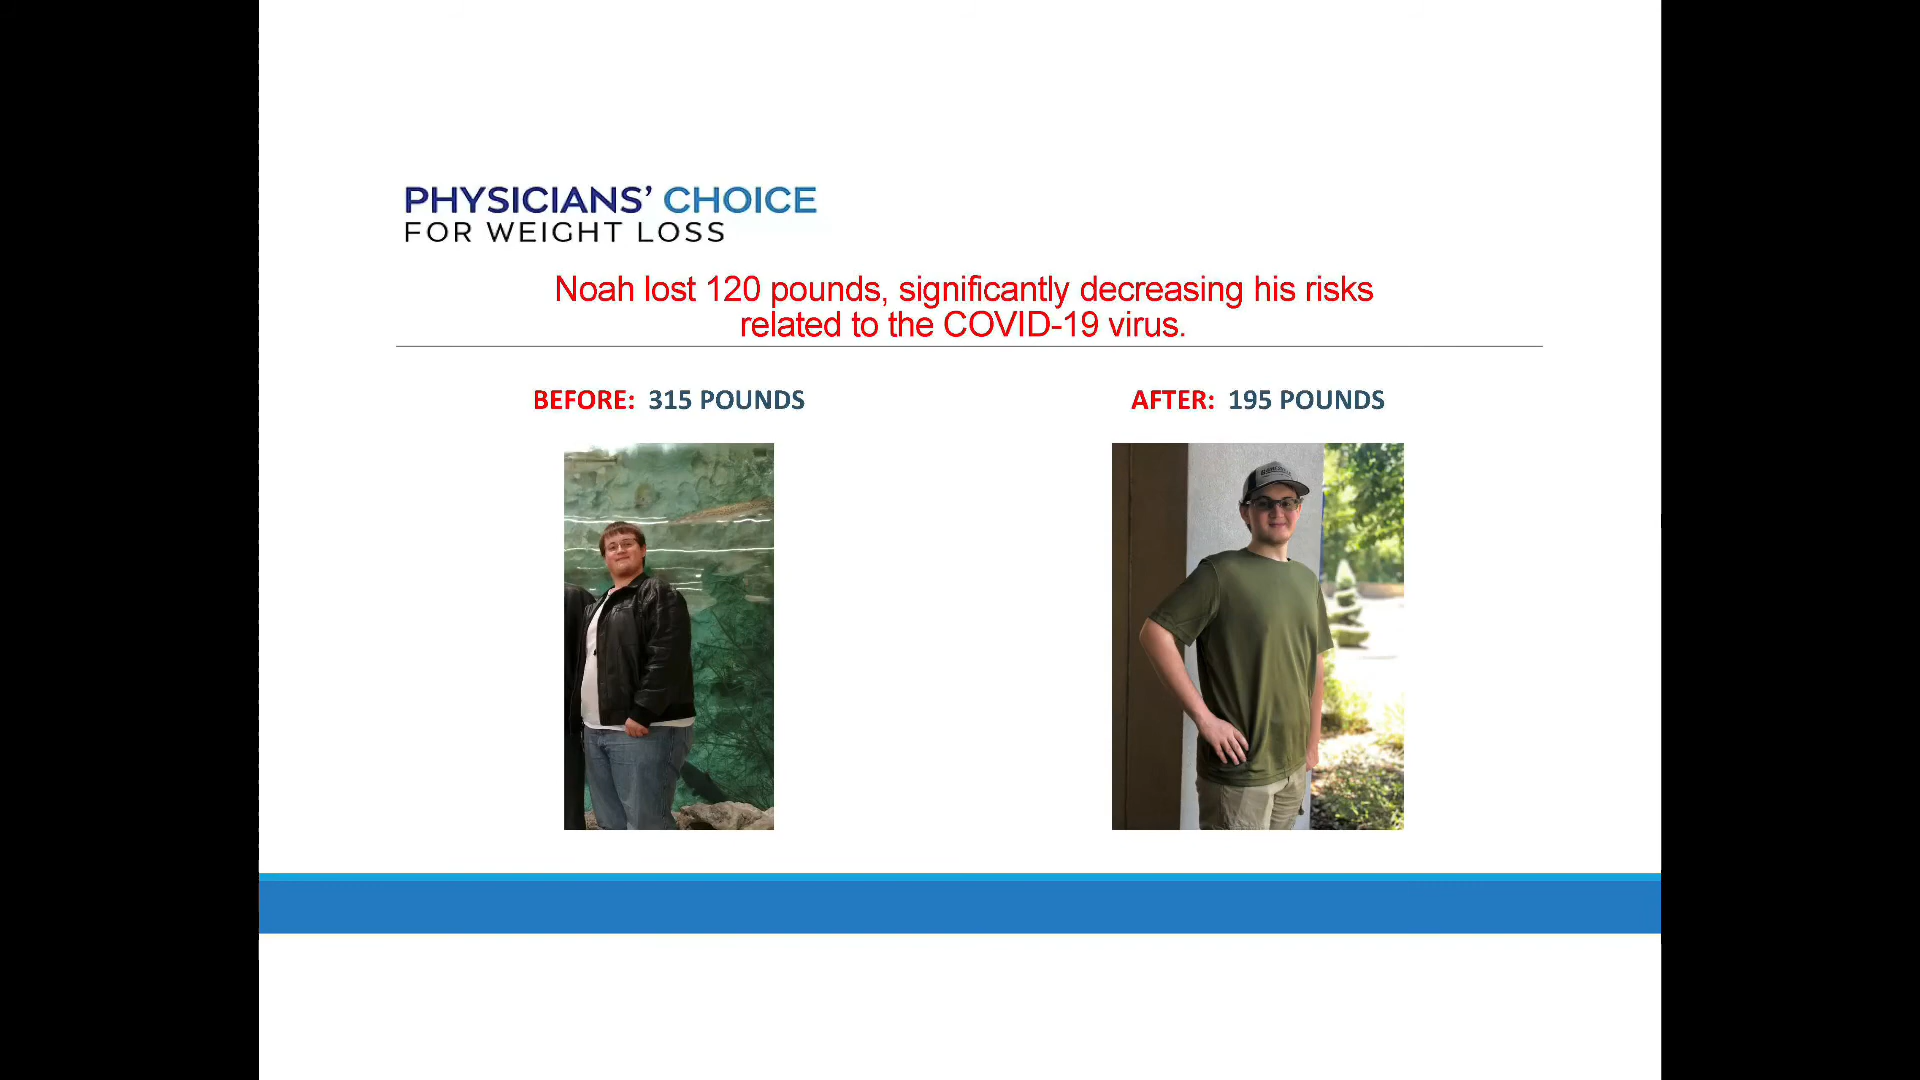 PHYSICIANS’ CHOICE
FOR WEIGHT LOSS
Noah lost 120 pounds, significantly decreasing his risks
related to the COVID-19 virus.
BEFORE: 315 POUNDS
AFTER: 195 POUNDS